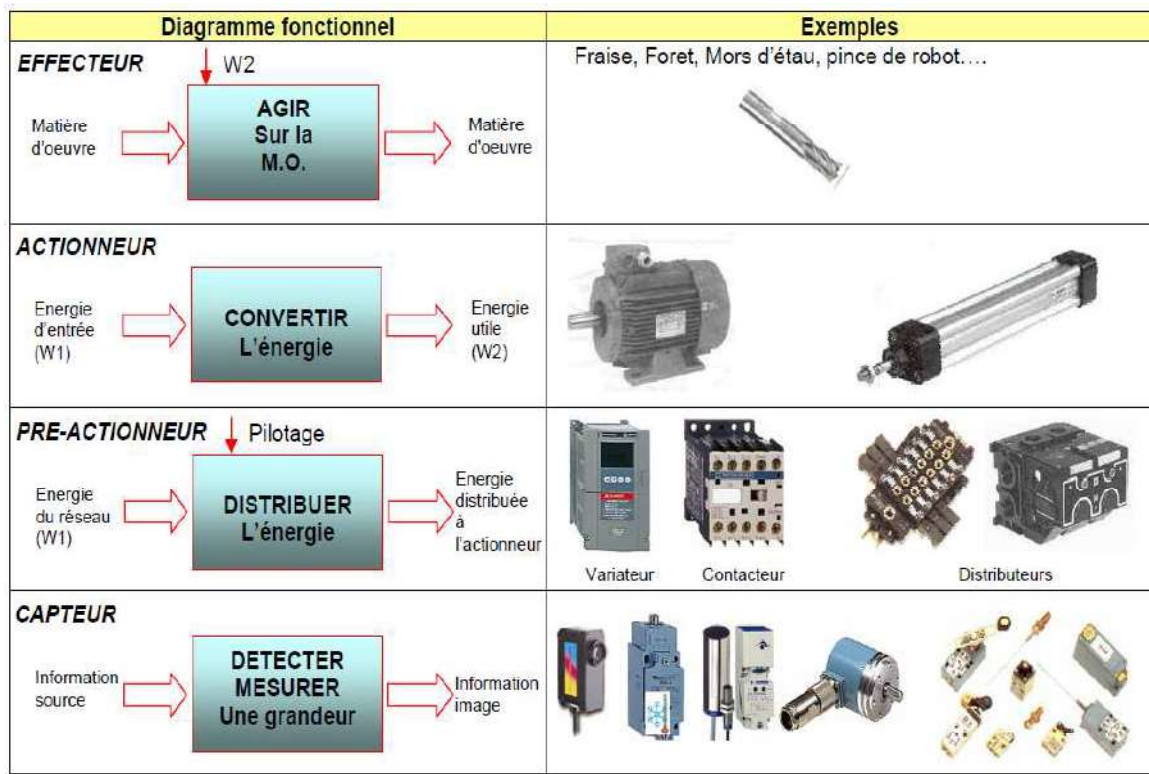 Diagramme fonctionnel
Exemples
EFFECTEUR
W2
Matière
d'oeuvre
AGIR
Sur la
M.O.
Matière
d'oeuvre
Fraise, Foret, Mors d'étau, pince de robot….
ACTIONNEUR
Energie
d'entrée
(W1)
CONVERTIR
L'énergie
Energie
utile
(W2)
PRE-ACTIONNEUR
Pilotage
Energie
du réseau
(W1)
DISTRIBUER
L'énergie
Energie
distribuée
à
l'actionneur
Variateur
Contacteur
Distributeurs
CAPTEUR
Information
source
DETECTER
MESURER
Une grandeur
Information
image